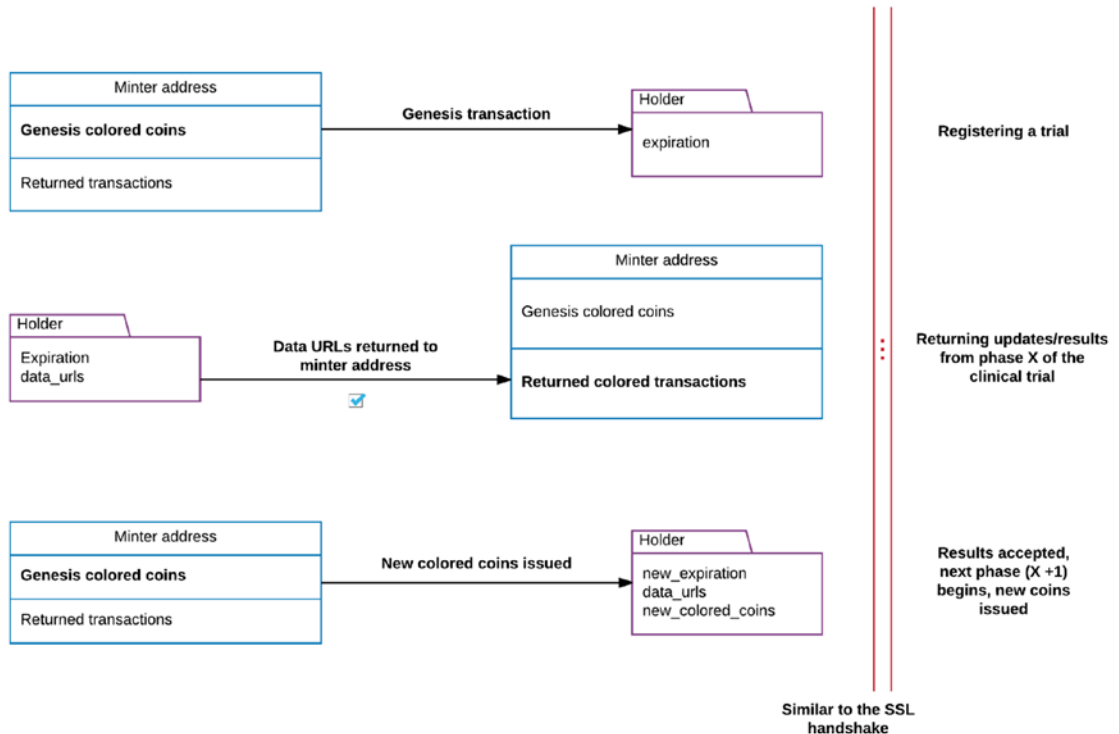 Minter address
Genesis colored coins
Returned transactions
Genesis transaction
Holder
expiration
Registering a trial
Holder
Expiration
data_urls
Data URLs returned to
minter address
Minter address
Genesis colored coins
Returned colored transactions
Returning updates/results
from phase X of the
clinical trial
Minter address
Genesis colored coins
Returned transactions
New colored coins issued
Holder
new_expiration
data_urls
new_colored_coins
Results accepted,
next phase (X +1)
begins, new coins
issued
Similar to the SSL
handshake